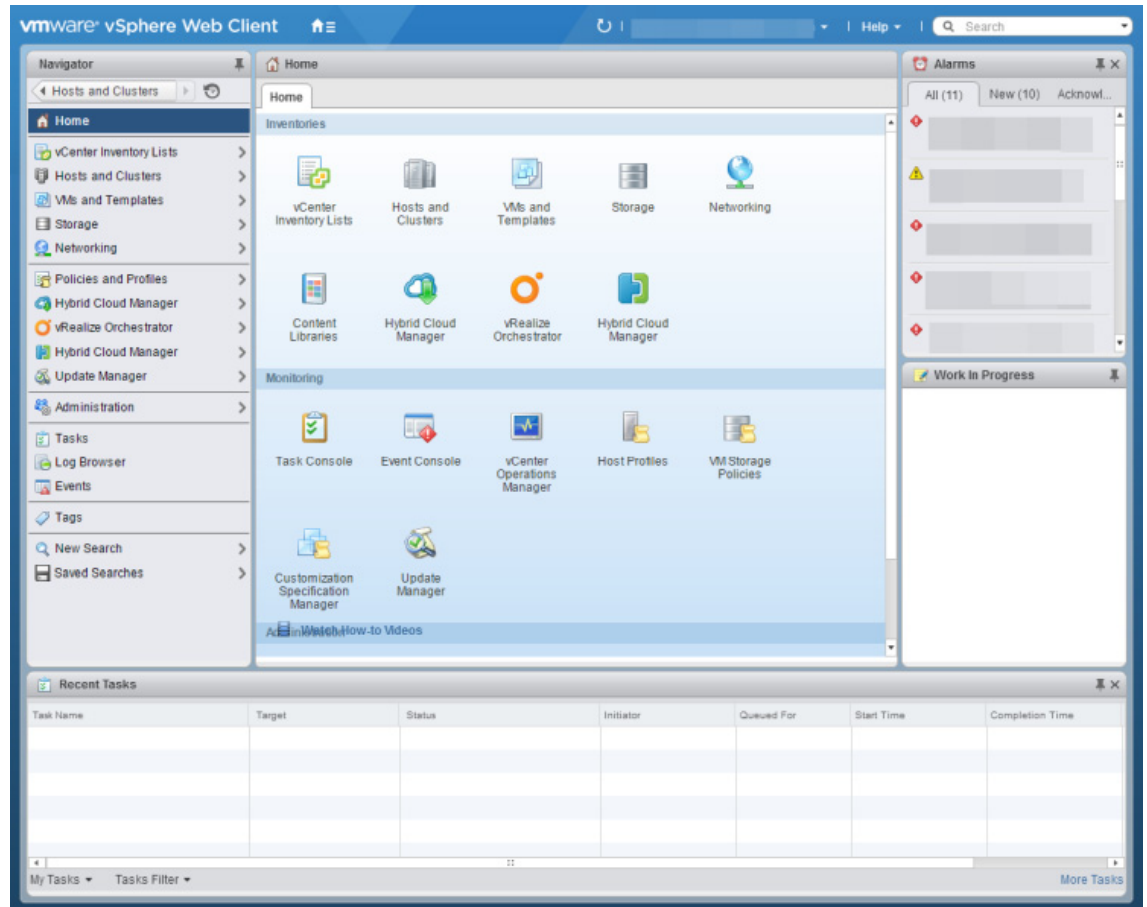 vmware® vSphere Web Client
Help
Search
Navigator
Hosts and Clusters
Home
vCenter Inventory Lists
Hosts and Clusters
VMs and Templates
Storage
Networking
Policies and Profiles
Hybrid Cloud Manager
vRealize Orchestrator
Hybrid Cloud Manager
Update Manager
Administration
Tasks
Log Browser
Events
Tags
New Search
Saved Searches
Home
Home
Inventories
vCenter
Inventory Lists
Hosts and
Clusters
VMs and
Templates
Storage
Networking
Content
Libraries
Hybrid Cloud
Manager
vRealize
Orchestrator
Hybrid Cloud
Manager
Monitoring
Task Console
Event Console
vCenter
Operations
Manager
Host Profiles
VM Storage
Policies
Customization
Specification
Manager
Update
Manager
Administration
Watch How-to Videos
Alarms
All (11) New (10) Acknowl...
Work In Progress
Recent Tasks
Task Name Target Status Initiator Queued For Start Time Completion Time
My Tasks Tasks Filter More Tasks